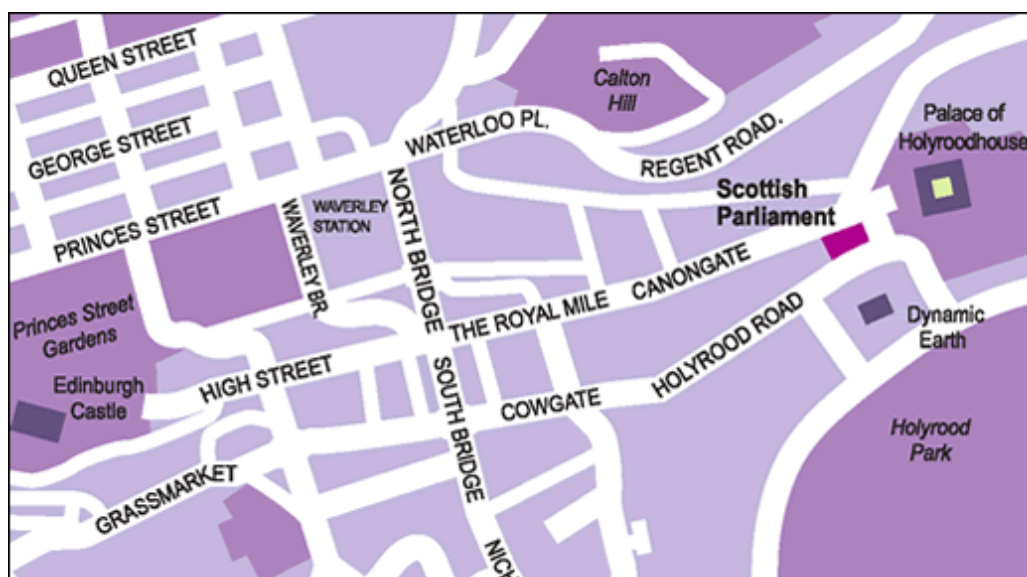 QUEEN STREET
GEORGE STREET
PRINCES STREET
WAVERLEY
STATION
WAVERLEY BR.
NORTH BRIDGE
WATERLOO PL.
Calton
Hill
REGENT ROAD.
Palace of
Holyroodhouse
Scottish
Parliament
Princes Street
Gardens
Edinburgh
Castle
HIGH STREET
THE ROYAL MILE
CANONGATE
HOLYROOD ROAD
Dynamic
Earth
SOUTH BRIDGE
COWGATE
GRASSMARKET
Holyrood
Park
NICH